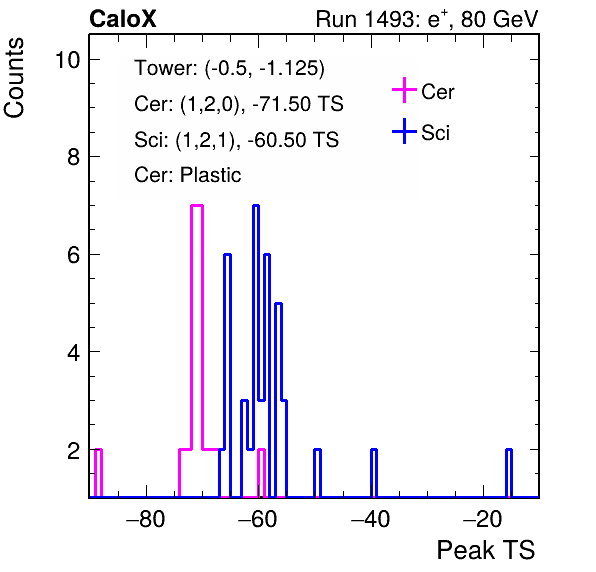 CaloX Run 1493: e⁺, 80 GeV
Counts
Tower: (-0.5, -1.125)
Cer: (1,2,0), -71.50 TS
Sci: (1,2,1), -60.50 TS
Cer: Plastic
Cer
Sci
10
8
6
4
2
−80 −60 −40 −20
Peak TS